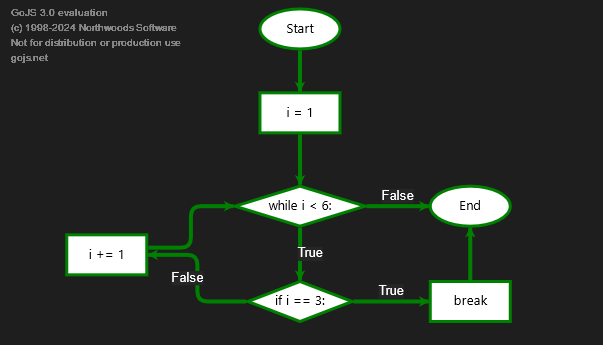 GoJS 3.0 evaluation
(c) 1998-2024 Northwoods Software
Not for distribution or production use
gojs.net
Start
i = 1
while i < 6:
False
End
True
i += 1
False
if i == 3:
True
break